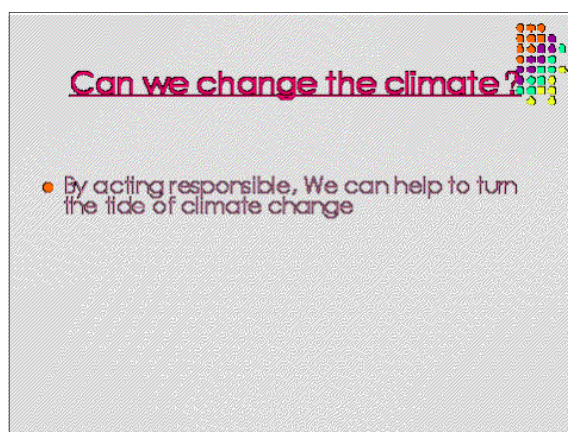 Can we change the climate?
By acting responsible, We can help to turn
the tide of climate change